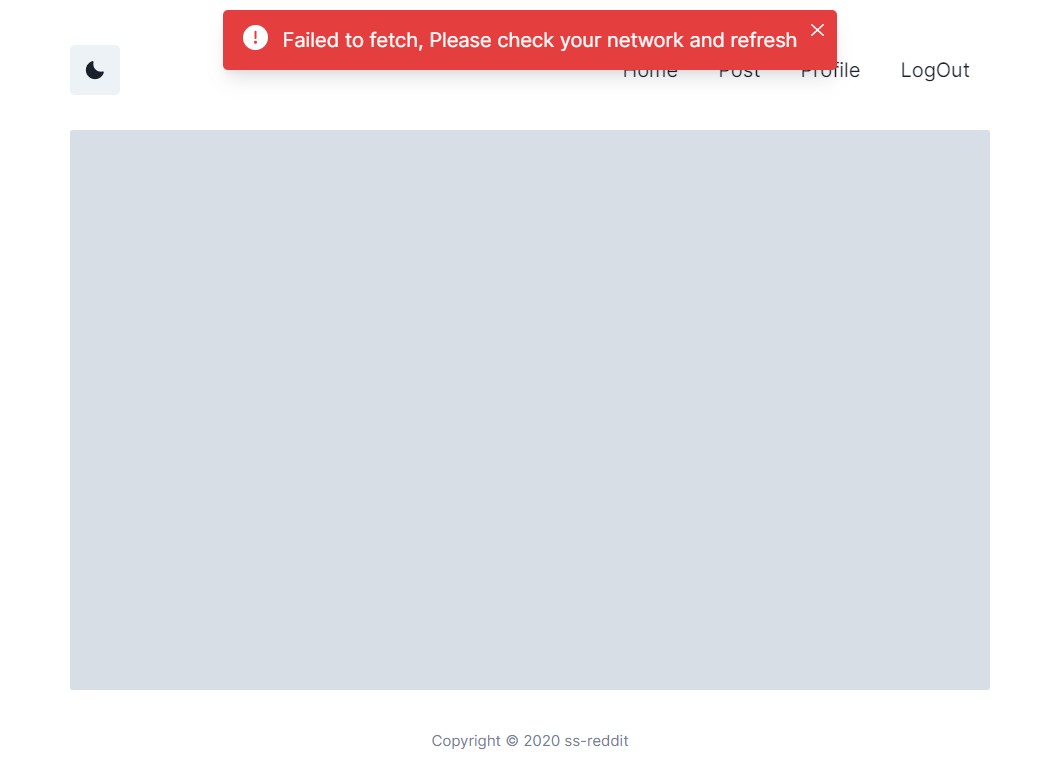 Failed to fetch, Please check your network and refresh
Home Post Profile LogOut
Copyright © 2020 ss-reddit